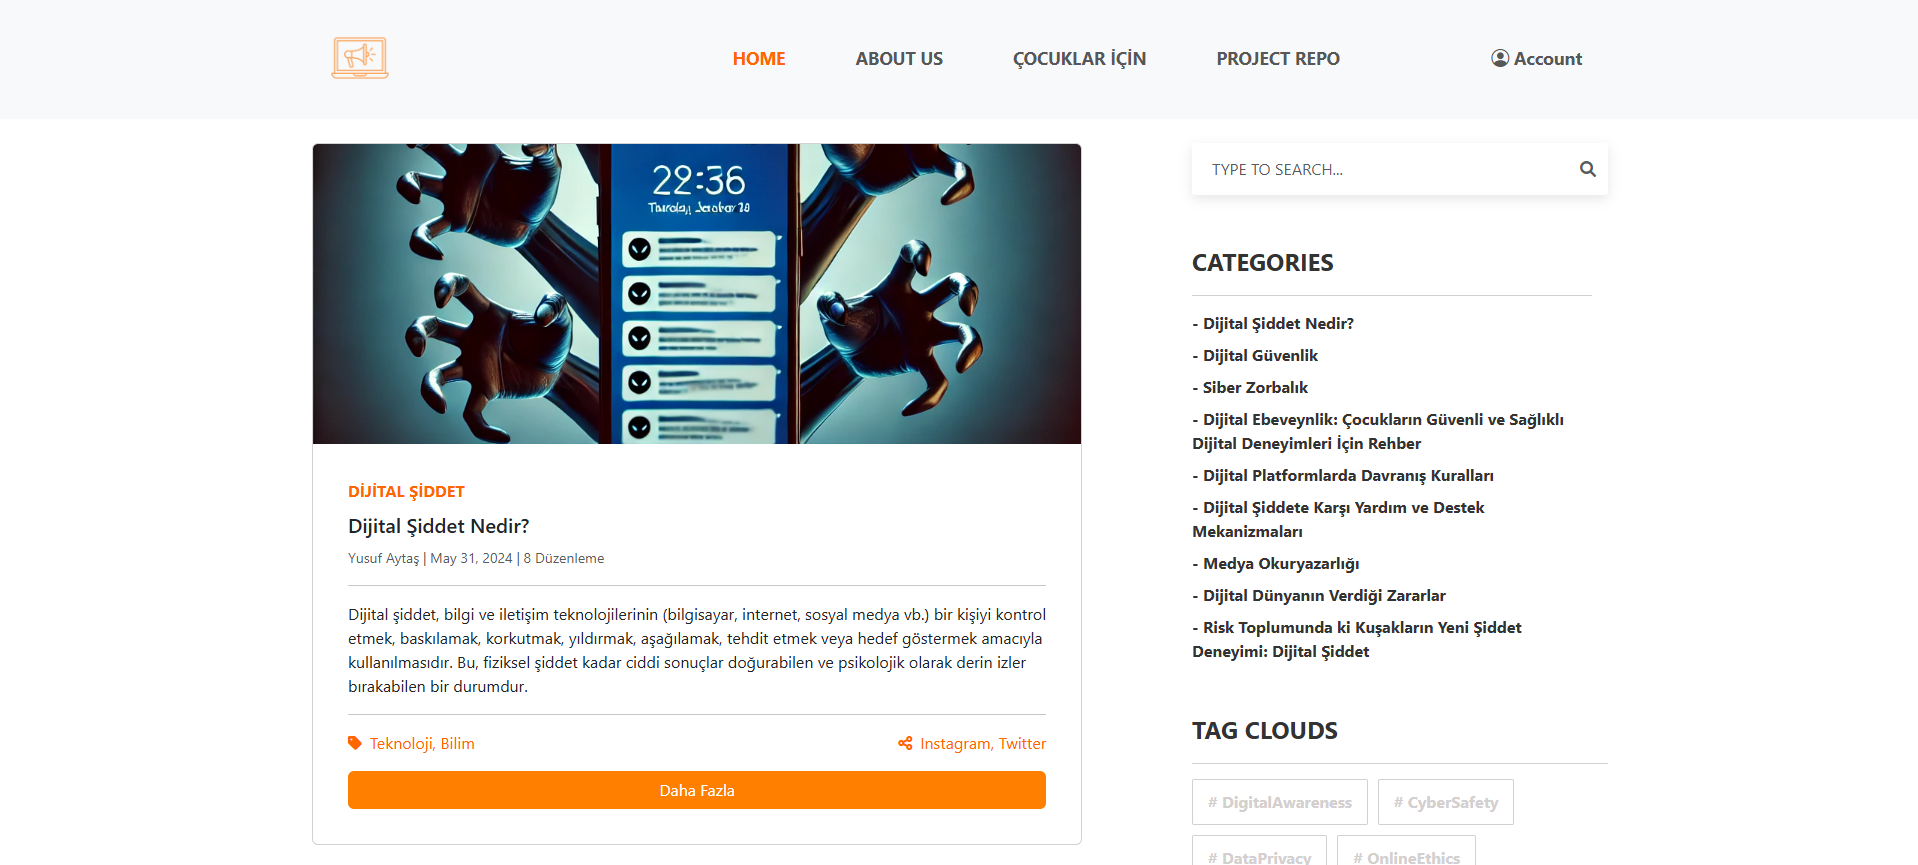 HOME
ABOUT US
ÇOCUKLAR İÇİN
PROJECT REPO
Account
22:36
DİJİTAL ŞİDDET
Dijital Şiddet Nedir?
Yusuf Aytaş | May 31, 2024 | 8 Düzenleme
Dijital şiddet, bilgi ve iletişim teknolojilerinin (bilgisayar, internet, sosyal medya vb.) bir kişiyi kontrol
etmek, baskılamak, korkutmak, yıldırmak, aşağılamak, tehdit etmek veya hedef göstermek amacıyla
kullanılmasıdır. Bu, fiziksel şiddet kadar ciddi sonuçlar doğurabilen ve psikolojik olarak derin izler
bırakabilen bir durumdur.
Teknoloji, Bilim
Instagram, Twitter
Daha Fazla
TYPE TO SEARCH...
CATEGORIES
- Dijital Şiddet Nedir?
- Dijital Güvenlik
- Siber Zorbalık
- Dijital Ebeveynlik: Çocukların Güvenli ve Sağlıklı
Dijital Deneyimleri İçin Rehber
- Dijital Platformlarda Davranış Kuralları
- Dijital Şiddete Karşı Yardım ve Destek
Mekanizmaları
- Medya Okuryazarlığı
- Dijital Dünyanın Verdiği Zararlar
- Risk Toplumunda ki Kuşakların Yeni Şiddet
Deneyimi: Dijital Şiddet
TAG CLOUDS
# DigitalAwareness
# CyberSafety
# DataPrivacy
# OnlineEthics